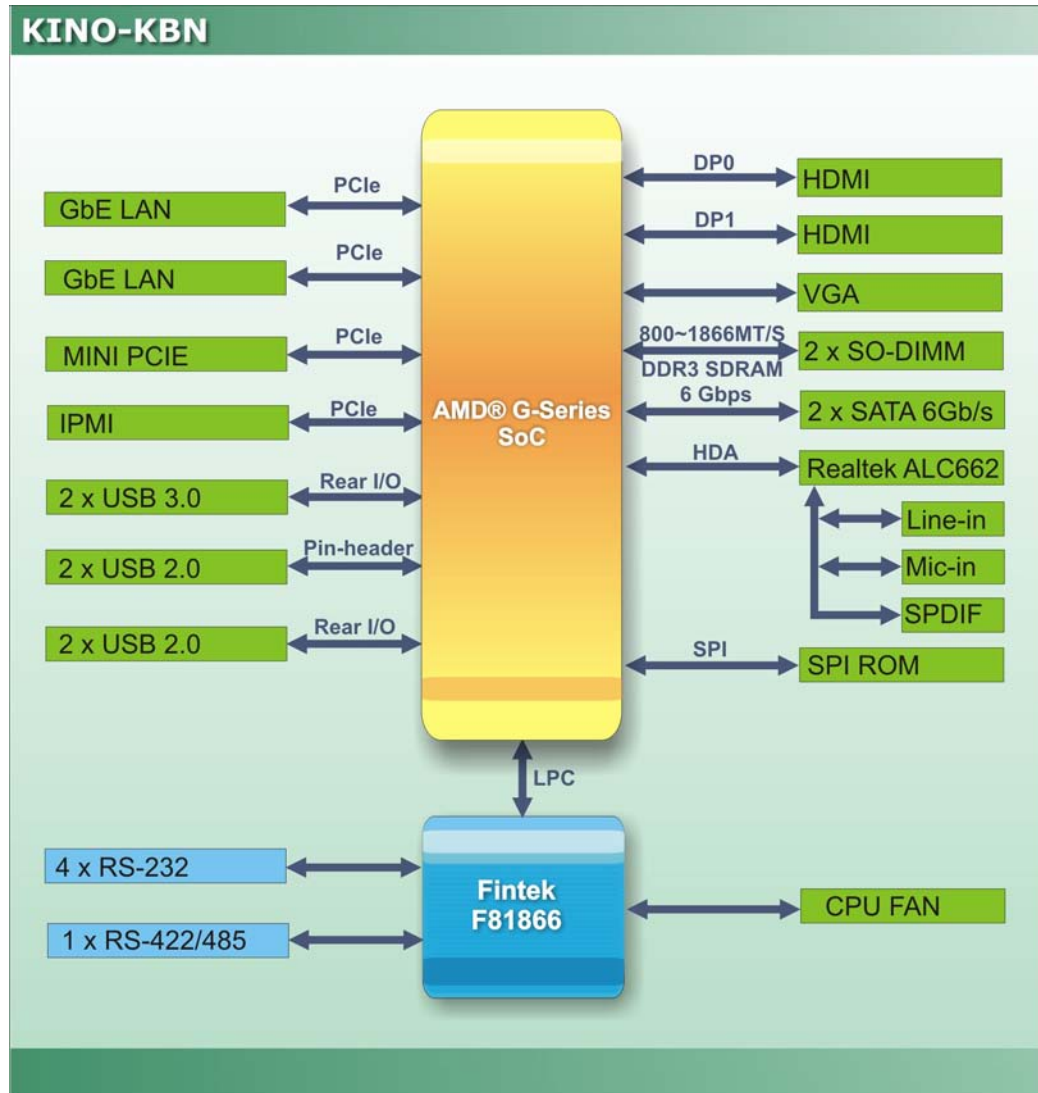 KINO-KBN
PCIe
GbE LAN
PCIe
GbE LAN
PCIe
MINI PCIE
PCIe
IPMI
Rear I/O
2 x USB 3.0
Pin-header
2 x USB 2.0
Rear I/O
2 x USB 2.0
AMD® G-Series
SoC
DP0
HDMI
DP1
HDMI
VGA
800~1866MT/S
2 x SO-DIMM
DDR3 SDRAM
6 Gbps
2 x SATA 6Gb/s
HDA
Realtek ALC662
Line-in
Mic-in
SPDIF
SPI
SPI ROM
LPC
4 x RS-232
1 x RS-422/485
Fintek
F81866
CPU FAN